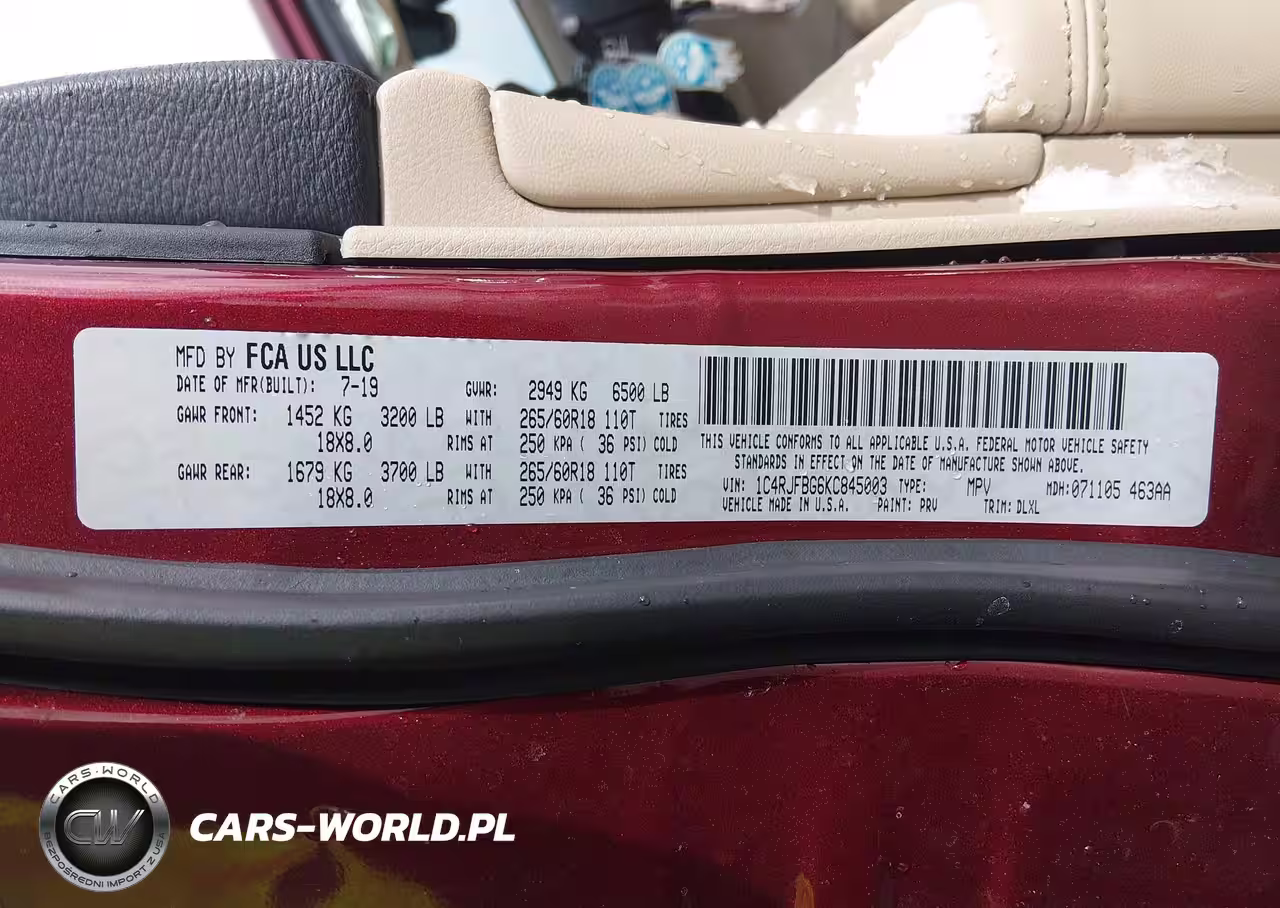 MFD BY FCA US LLC
DATE OF MFR(BUILT): 7-19 GVWR: 2949 KG 6500 LB
GAWR FRONT: 1452 KG 3200 LB WITH 265/60R18 110T TIRES
18X8.0 RIMS AT 250 KPA ( 36 PSI) COLD
GAWR REAR: 1679 KG 3700 LB WITH 265/60R18 110T TIRES
18X8.0 RIMS AT 250 KPA ( 36 PSI) COLD
THIS VEHICLE CONFORMS TO ALL APPLICABLE U.S.A. FEDERAL MOTOR VEHICLE SAFETY
STANDARDS IN EFFECT ON THE DATE OF MANUFACTURE SHOWN ABOVE.
VIN: 1C4RJFBG6KC845003 TYPE: MPV MDH:071105 463AA
VEHICLE MADE IN U.S.A. PAINT: PRV TRIM: DLXL
CARS-WORLD
CW
BEZPOŚREDNI IMPORT Z USA
CARS-WORLD.PL